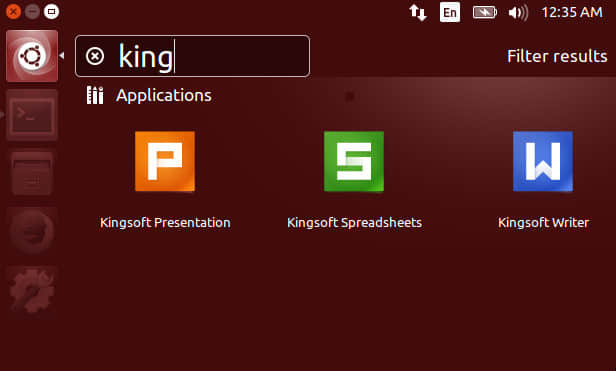 En 12:35 AM
king Filter results
Applications
P S W
Kingsoft Presentation Kingsoft Spreadsheets Kingsoft Writer
>_